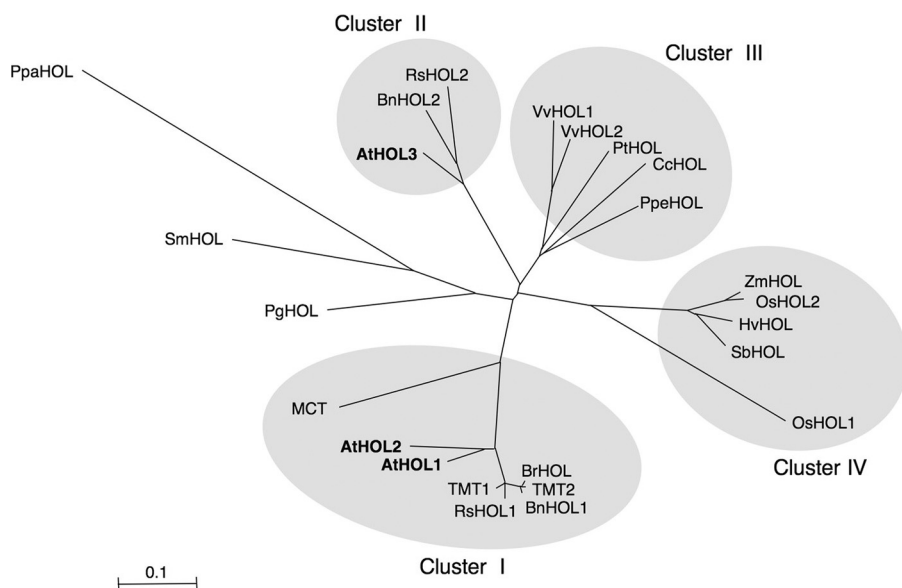 Cluster II
Cluster III
PpaHOL
RsHOL2
BnHOL2
AtHOL3
VvHOL1
VvHOL2
PtHOL
CcHOL
PpeHOL
SmHOL
PgHOL
ZmHOL
OsHOL2
HvHOL
SbHOL
OsHOL1
Cluster IV
MCT
AtHOL2
AtHOL1
BrHOL
TMT1
TMT2
RsHOL1
BnHOL1
Cluster I
0.1